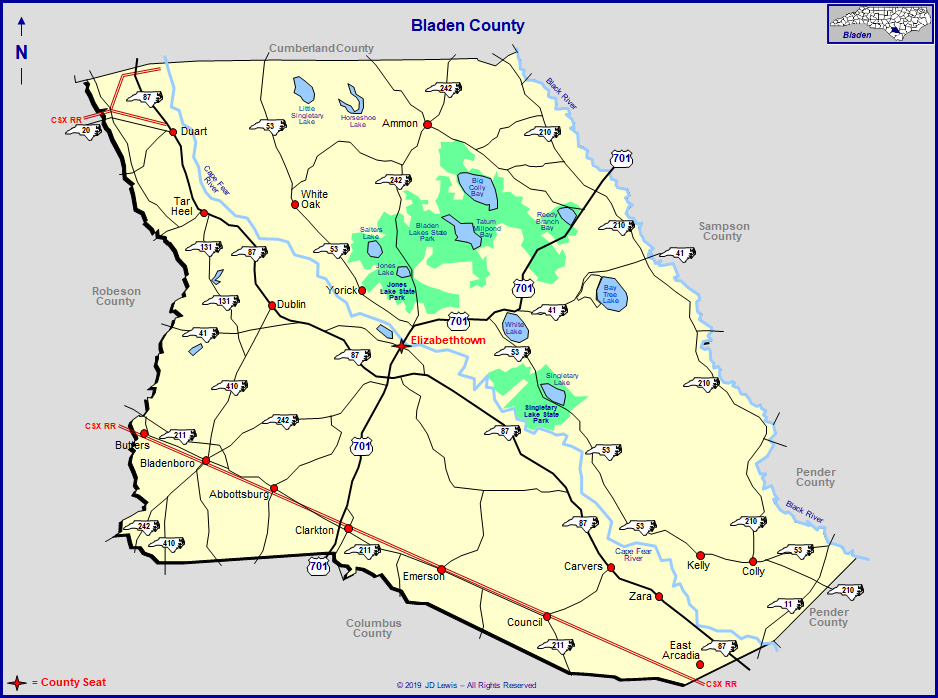 Bladen County
Bladen
N
Cumberland County
Black River
CSX RR
87
20
Duart
53
Little
Singletary
Lake
Horseshoe
Lake
242
Ammon
210
701
Cape Fear
River
White
Oak
242
Big
Colly
Bay
Tar
Heel
Salters
Lake
Bladen
Lakes State
Park
Tatum
Millpond
Bay
Reedy
Branch
Bay
210
Sampson
County
131
87
53
41
Jones
Lake
Jones
Lake State
Park
Yorick
701
Bay
Tree
Lake
Robeson
County
131
Dublin
701
41
White
Lake
41
Elizabethtown
87
53
410
Singletary
Lake
Singletary
Lake State
Park
210
242
CSX RR
211
Butters
87
701
53
Bladenboro
Abbottsburg
Pender
County
Black River
242
410
Clarkton
211
701
87
53
210
Cape Fear
River
53
Kelly
Colly
Emerson
Carvers
Zara
11
210
Pender
County
Columbus
County
Council
211
East
Arcadia
87
CSX RR
= County Seat
© 2019 JD Lewis – All Rights Reserved